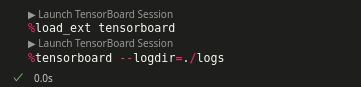 Launch TensorBoard Session
%load_ext tensorboard
Launch TensorBoard Session
%tensorboard --logdir=./logs
0.0s